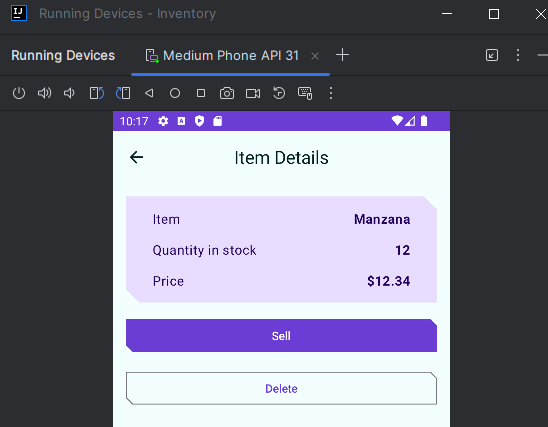 IJ Running Devices - Inventory
Running Devices Medium Phone API 31
10:17 A
Item Details
Item Manzana
Quantity in stock 12
Price $12.34
Sell
Delete